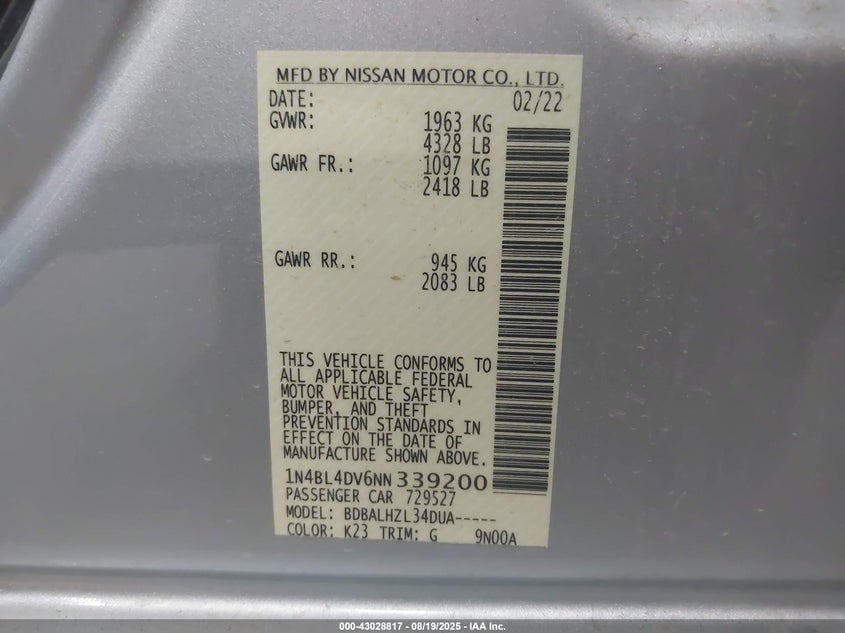 MFD BY NISSAN MOTOR CO., LTD.
DATE: 02/22
GVWR: 1963 KG
4328 LB
GAWR FR.: 1097 KG
2418 LB
GAWR RR.: 945 KG
2083 LB
THIS VEHICLE CONFORMS TO
ALL APPLICABLE FEDERAL
MOTOR VEHICLE SAFETY,
BUMPER, AND THEFT
PREVENTION STANDARDS IN
EFFECT ON THE DATE OF
MANUFACTURE SHOWN ABOVE.
1N4BL4DV6NN339200
PASSENGER CAR 729527
MODEL: BDBALHZL34DUA-----
COLOR: K23 TRIM: G 9N00A
000-43028817 - 08/19/2025 - IAA Inc.